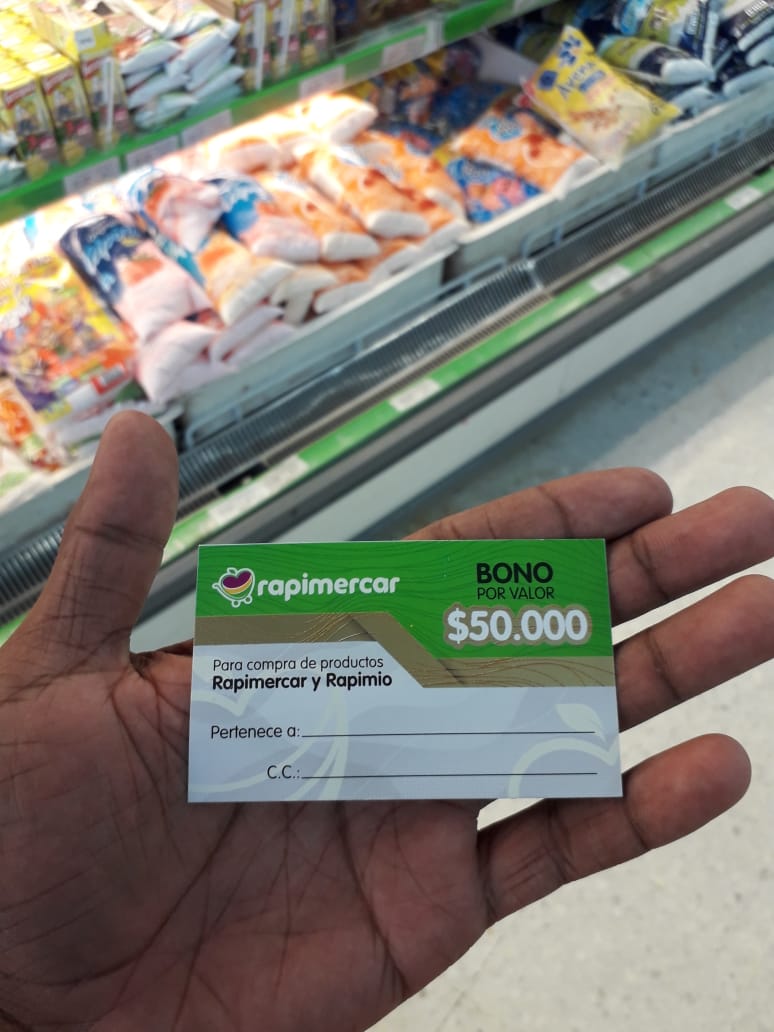 rapimercar
BONO
POR VALOR
$50.000
Para compra de productos
Rapimercar y Rapimio
Pertenece a:
C.C.: